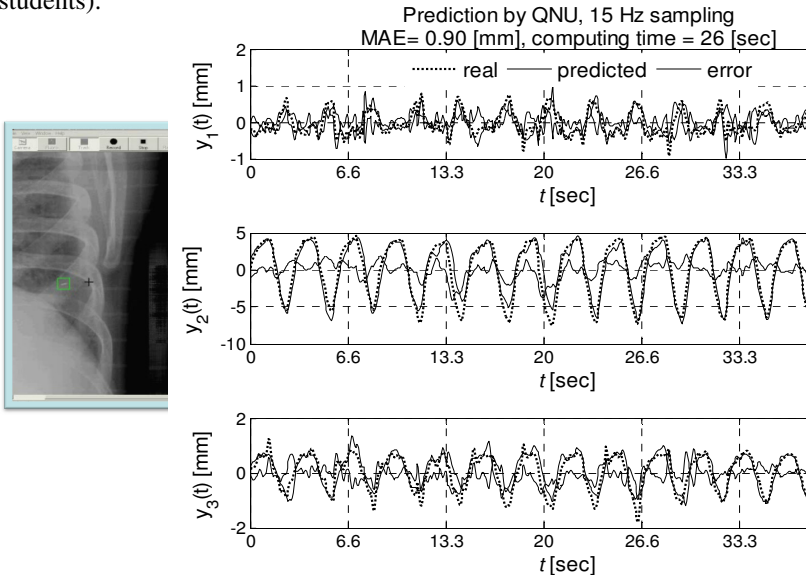 students).
Prediction by QNU, 15 Hz sampling
MAE= 0.90 [mm], computing time = 26 [sec]
real predicted error
y1(t) [mm]
2
1
0
-1
0 6.6 13.3 20 26.6 33.3
t [sec]
y2(t) [mm]
5
0
-5
-10
0 6.6 13.3 20 26.6 33.3
t [sec]
y3(t) [mm]
2
0
-2
0 6.6 13.3 20 26.6 33.3
t [sec]